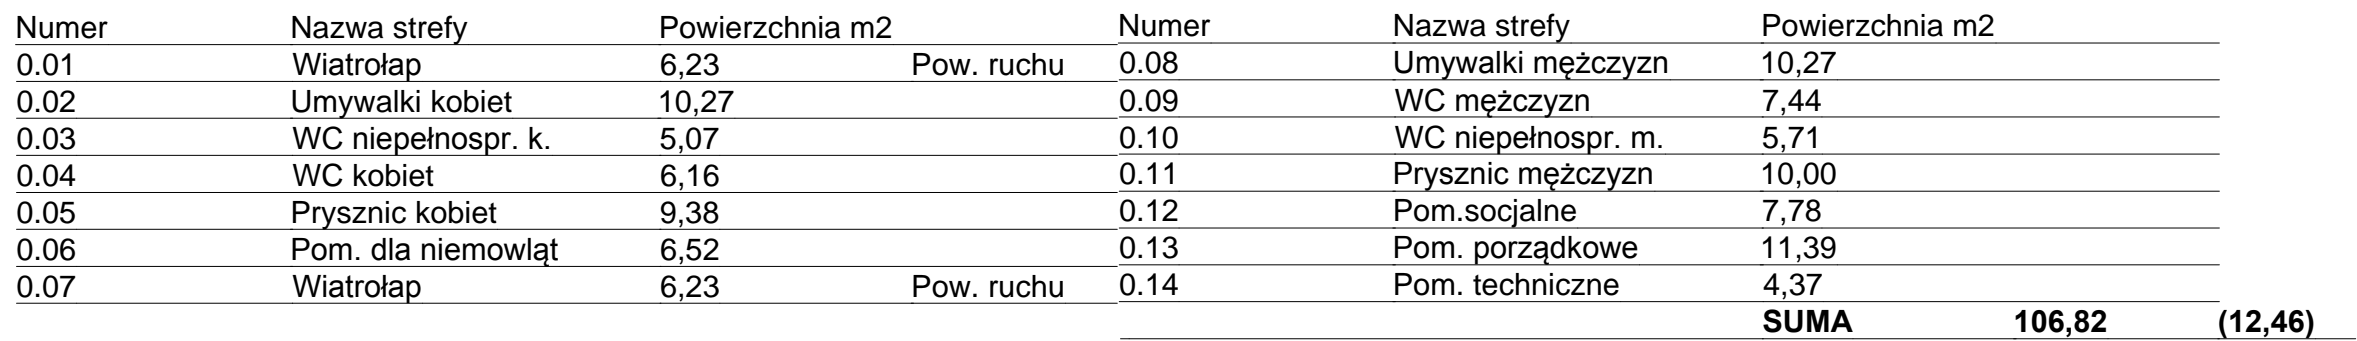 Numer Nazwa strefy Powierzchnia m2
0.01 Wiatrołap 6,23 Pow. ruchu
0.02 Umywalki kobiet 10,27
0.03 WC niepełnospr. k. 5,07
0.04 WC kobiet 6,16
0.05 Prysznic kobiet 9,38
0.06 Pom. dla niemowląt 6,52
0.07 Wiatrołap 6,23 Pow. ruchu
Numer Nazwa strefy Powierzchnia m2
0.08 Umywalki mężczyzn 10,27
0.09 WC mężczyzn 7,44
0.10 WC niepełnospr. m. 5,71
0.11 Prysznic mężczyzn 10,00
0.12 Pom.socjalne 7,78
0.13 Pom. porządkowe 11,39
0.14 Pom. techniczne 4,37
SUMA 106,82 (12,46)